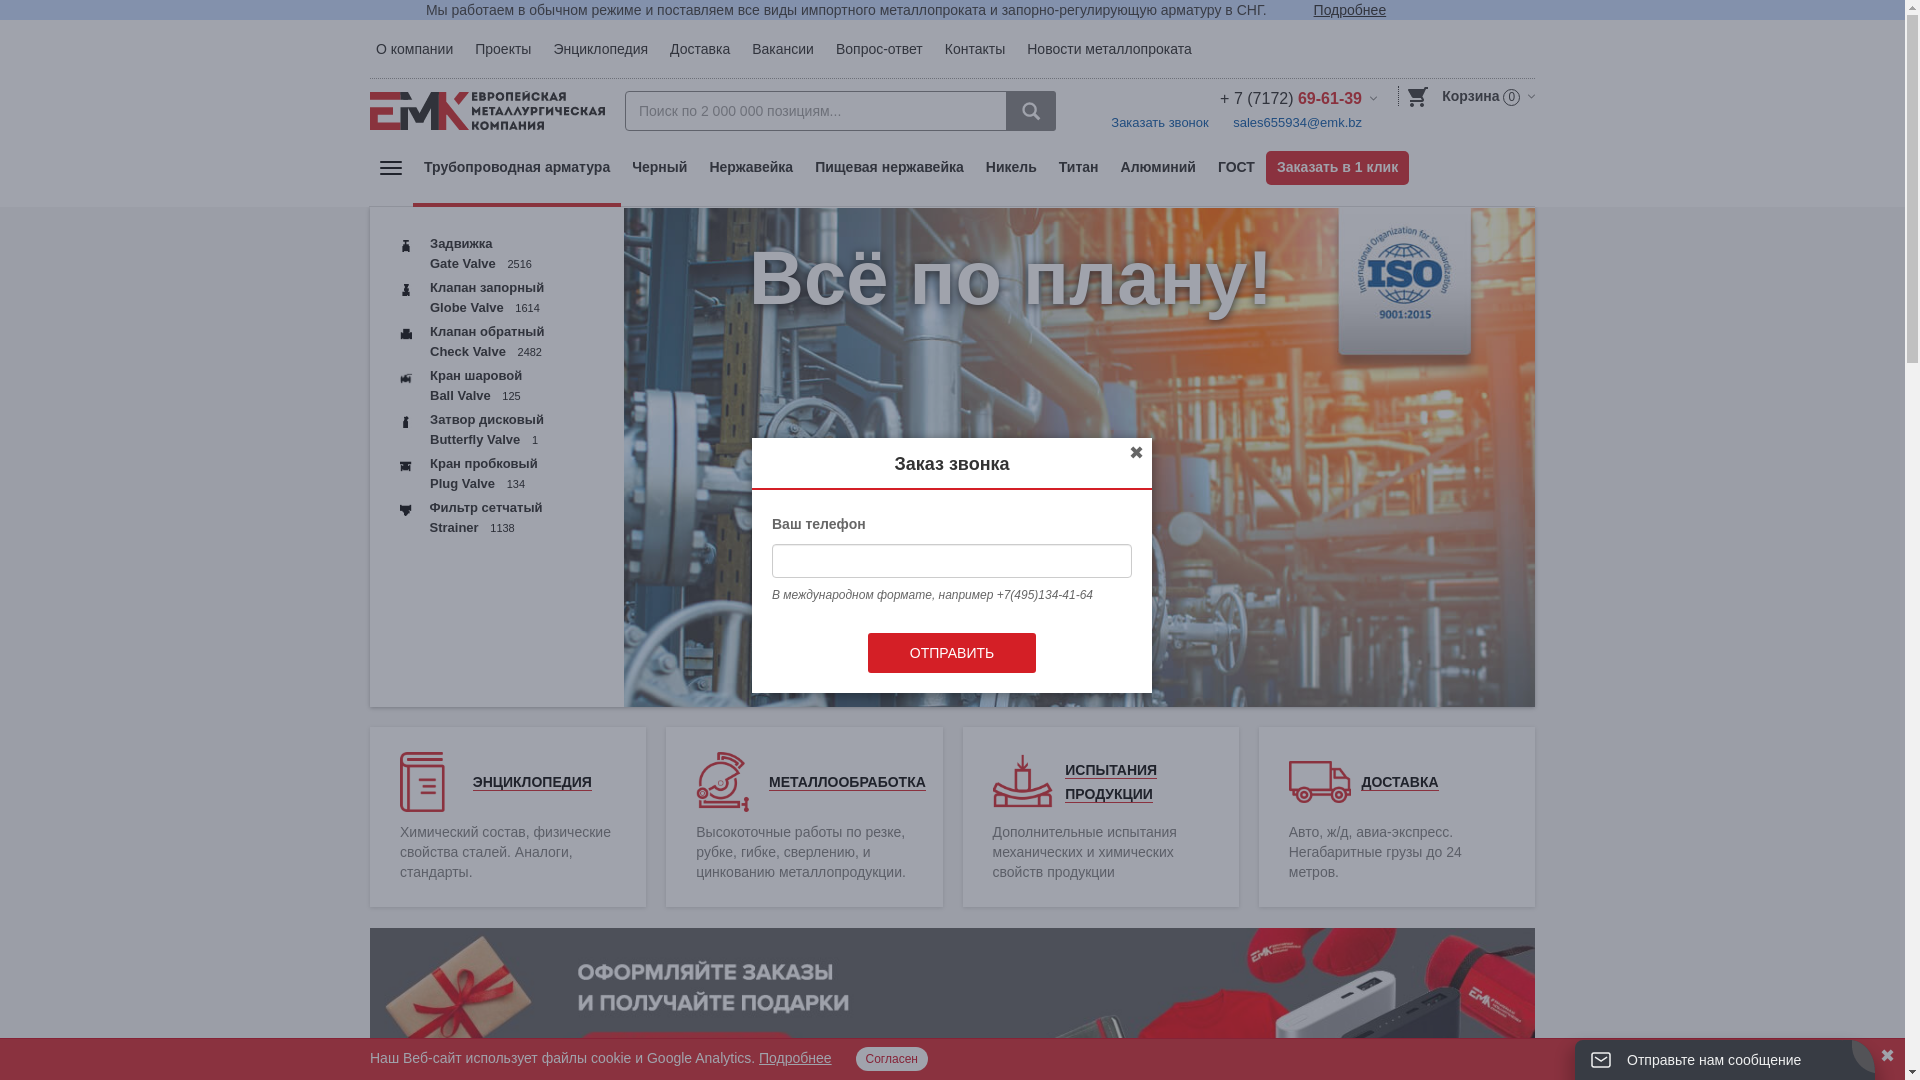 Мы работаем в обычном режиме и поставляем все виды импортного металлопроката и запорно-регулирующую арматуру в СНГ. Подробнее
О компании Проекты Энциклопедия Доставка Вакансии Вопрос-ответ Контакты Новости металлопроката
ЕМК ЕВРОПЕЙСКАЯ
МЕТАЛЛУРГИЧЕСКАЯ
КОМПАНИЯ
Поиск по 2 000 000 позициям...
+ 7 (7172) 69-61-39
Заказать звонок sales655934@emk.bz
Корзина 0
Трубопроводная арматура Черный Нержавейка Пищевая нержавейка Никель Титан Алюминий ГОСТ Заказать в 1 клик
Задвижка
Gate Valve 2516
Клапан запорный
Globe Valve 1614
Клапан обратный
Check Valve 2482
Кран шаровой
Ball Valve 125
Затвор дисковый
Butterfly Valve 1
Кран пробковый
Plug Valve 134
Фильтр сетчатый
Strainer 1138
Всё по плану!
International Organization for Standardization
ISO
9001:2015
Заказ звонка
✖
Ваш телефон
В международном формате, например +7(495)134-41-64
ОТПРАВИТЬ
ЭНЦИКЛОПЕДИЯ
Химический состав, физические
свойства сталей. Аналоги,
стандарты.
МЕТАЛЛООБРАБОТКА
Высокоточные работы по резке,
рубке, гибке, сверлению, и
цинкованию металлопродукции.
ИСПЫТАНИЯ
ПРОДУКЦИИ
Дополнительные испытания
механических и химических
свойств продукции
ДОСТАВКА
Авто, ж/д, авиа-экспресс.
Негабаритные грузы до 24
метров.
ОФОРМЛЯЙТЕ ЗАКАЗЫ
И ПОЛУЧАЙТЕ ПОДАРКИ
Наш Веб-сайт использует файлы cookie и Google Analytics. Подробнее Согласен
Отправьте нам сообщение
✖